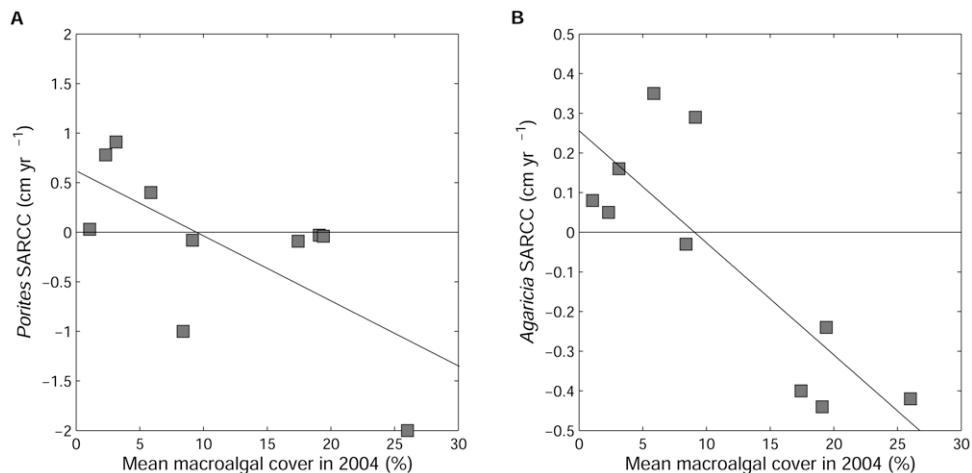 A
2
1.5
1
0.5
0
−0.5
−1
−1.5
−2
Porites SARCC (cm yr −1)
0 5 10 15 20 25 30
Mean macroalgal cover in 2004 (%)
B
0.5
0.4
0.3
0.2
0.1
0
−0.1
−0.2
−0.3
−0.4
−0.5
Agaricia SARCC (cm yr −1)
0 5 10 15 20 25 30
Mean macroalgal cover in 2004 (%)